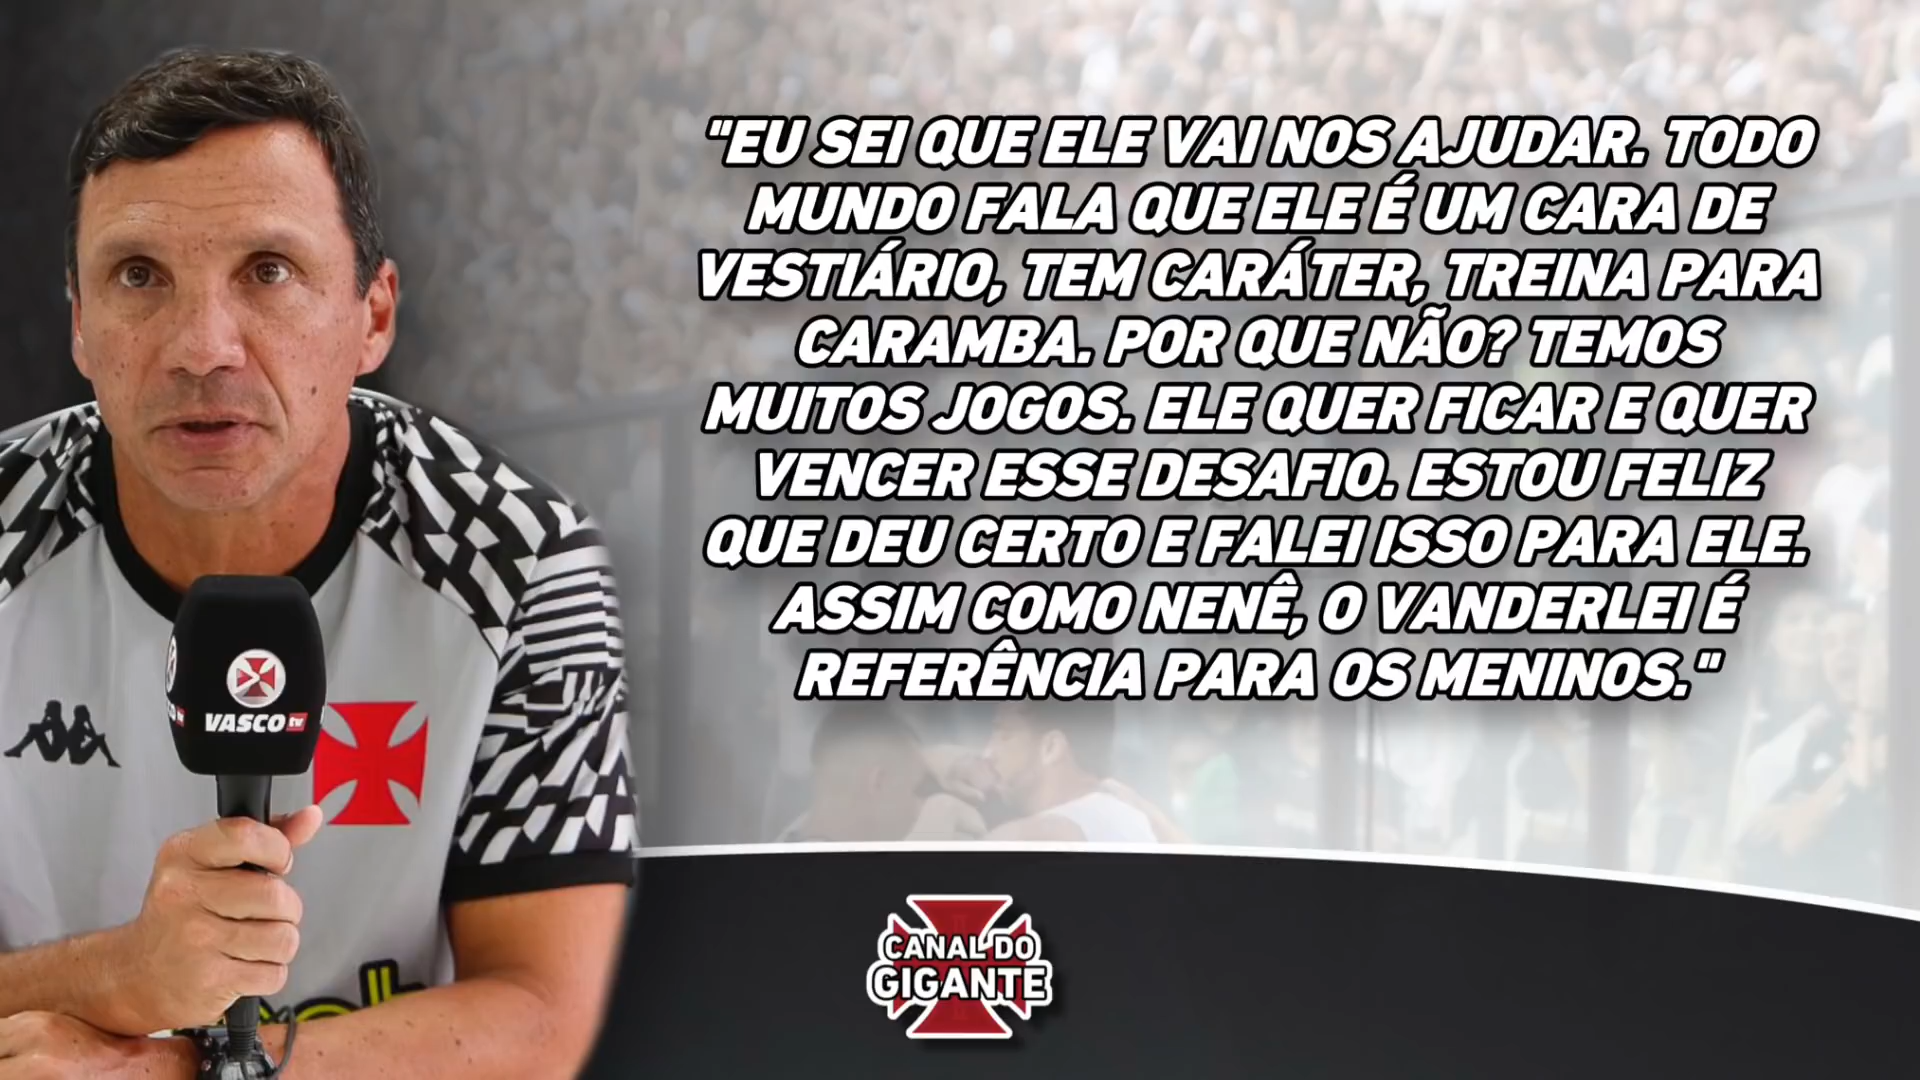 "EU SEI QUE ELE VAI NOS AJUDAR. TODO
MUNDO FALA QUE ELE É UM CARA DE
VESTIÁRIO, TEM CARÁTER, TREINA PARA
CARAMBA. POR QUE NÃO? TEMOS
MUITOS JOGOS. ELE QUER FICAR E QUER
VENCER ESSE DESAFIO. ESTOU FELIZ
QUE DEU CERTO E FALEI ISSO PARA ELE.
ASSIM COMO NENÊ, O VANDERLEI É
REFERÊNCIA PARA OS MENINOS."
VASCO tv
CANAL DO
GIGANTE